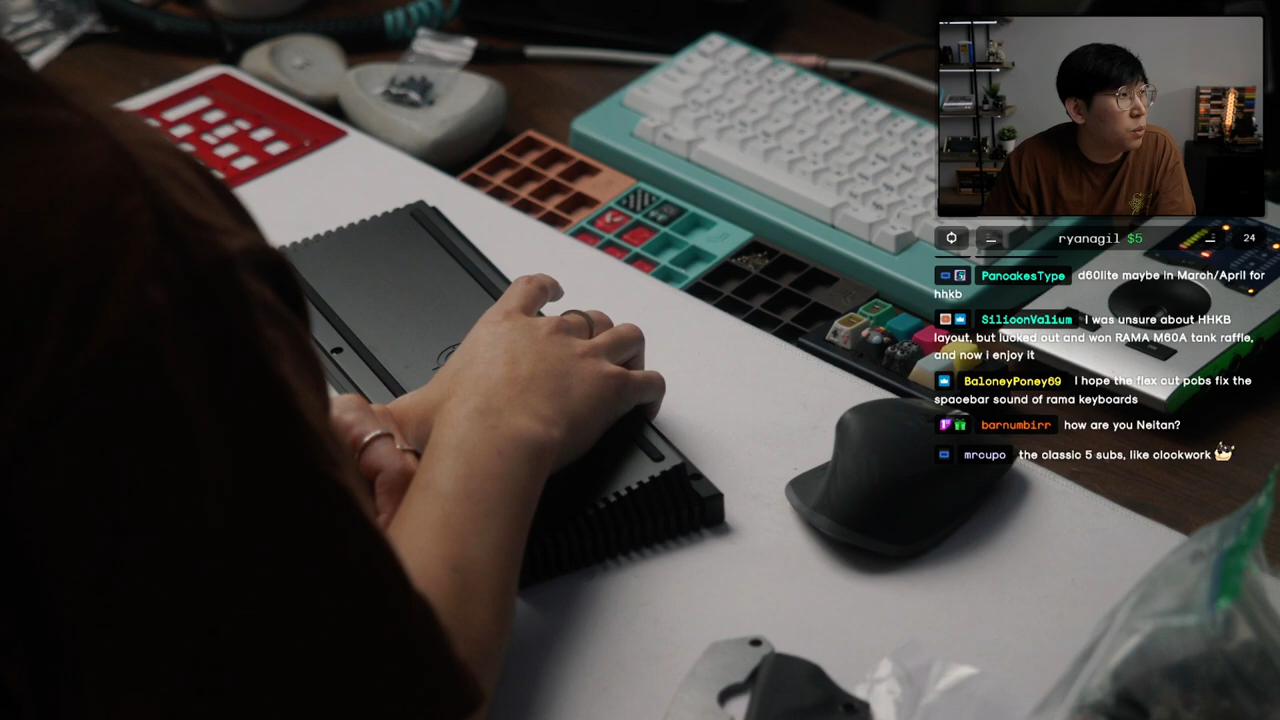 ryanagil $5
24
PancakesType d60lite maybe in March/April for
hhkb
SiliconValium I was unsure about HHKB
layout, but lucked out and won RAMA M60A tank raffle,
and now i enjoy it
BaloneyPoney69 I hope the flex cut pcbs fix the
spacebar sound of rama keyboards
barnumbirr how are you Neitan?
mrcupo the classic 5 subs, like clockwork